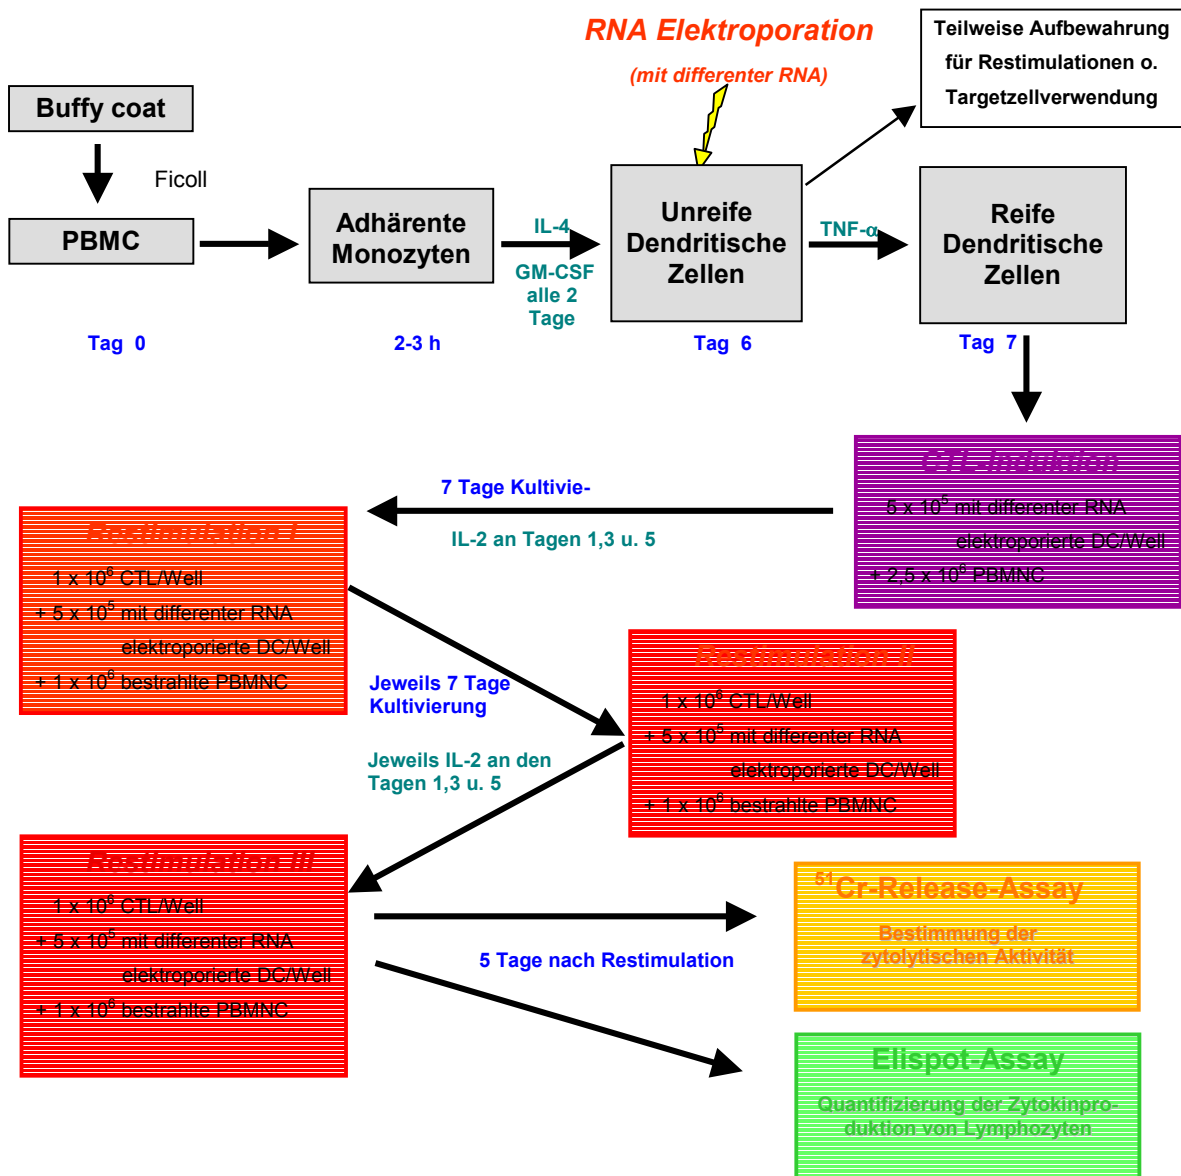 RNA Elektroporation
(mit differenter RNA)
Teilweise Aufbewahrung
für Restimulationen o.
Targetzellverwendung
Buffy coat
Ficoll
PBMC
Adhärente
Monozyten
IL-4
GM-CSF
alle 2
Tage
Unreife
Dendritische
Zellen
TNF-α
Reife
Dendritische
Zellen
Tag 0
2-3 h
Tag 6
Tag 7
CTL-Induktion
5 x 10⁵ mit differenter RNA
elektroporierte DC/Well
+ 2,5 x 10⁶ PBMNC
7 Tage Kultivie-
IL-2 an Tagen 1,3 u. 5
Restimulation I
1 x 10⁶ CTL/Well
+ 5 x 10⁵ mit differenter RNA
elektroporierte DC/Well
+ 1 x 10⁶ bestrahlte PBMNC
Jeweils 7 Tage
Kultivierung
Restimulation II
1 x 10⁶ CTL/Well
+ 5 x 10⁵ mit differenter RNA
elektroporierte DC/Well
+ 1 x 10⁶ bestrahlte PBMNC
Jeweils IL-2 an den
Tagen 1,3 u. 5
Restimulation III
1 x 10⁶ CTL/Well
+ 5 x 10⁵ mit differenter RNA
elektroporierte DC/Well
+ 1 x 10⁶ bestrahlte PBMNC
5 Tage nach Restimulation
⁵¹Cr-Release-Assay
Bestimmung der
zytolytischen Aktivität
Elispot-Assay
Quantifizierung der Zytokinpro-
duktion von Lymphozyten